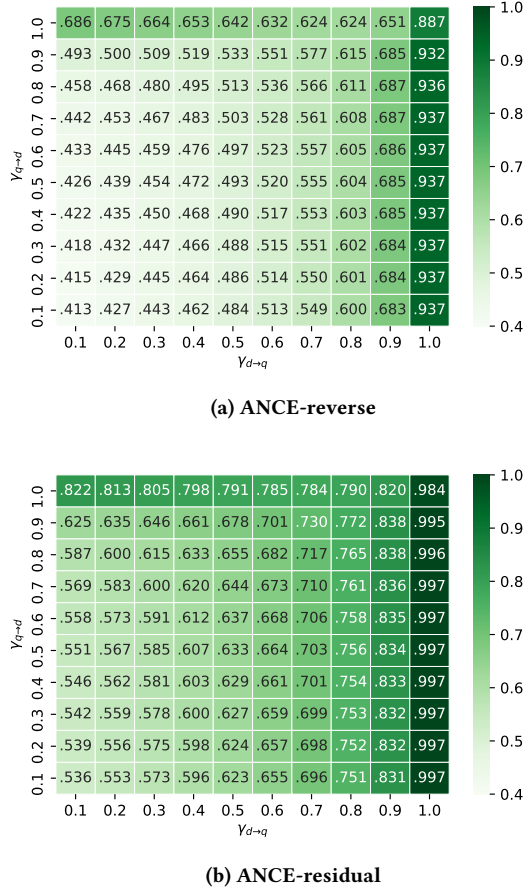 1.0 .686 .675 .664 .653 .642 .632 .624 .624 .651 .887 1.0
0.9 .493 .500 .509 .519 .533 .551 .577 .615 .685 .932
0.8 .458 .468 .480 .495 .513 .536 .566 .611 .687 .936 0.9
0.7 .442 .453 .467 .483 .503 .528 .561 .608 .687 .937 0.8
0.6 .433 .445 .459 .476 .497 .523 .557 .605 .686 .937
γq→d 0.5 .426 .439 .454 .472 .493 .520 .555 .604 .685 .937 0.7
0.4 .422 .435 .450 .468 .490 .517 .553 .603 .685 .937 0.6
0.3 .418 .432 .447 .466 .488 .515 .551 .602 .684 .937
0.2 .415 .429 .445 .464 .486 .514 .550 .601 .684 .937 0.5
0.1 .413 .427 .443 .462 .484 .513 .549 .600 .683 .937 0.4
0.1 0.2 0.3 0.4 0.5 0.6 0.7 0.8 0.9 1.0
γd→q
(a) ANCE-reverse
1.0 .822 .813 .805 .798 .791 .785 .784 .790 .820 .984 1.0
0.9 .625 .635 .646 .661 .678 .701 .730 .772 .838 .995
0.8 .587 .600 .615 .633 .655 .682 .717 .765 .838 .996 0.9
0.7 .569 .583 .600 .620 .644 .673 .710 .761 .836 .997 0.8
0.6 .558 .573 .591 .612 .637 .668 .706 .758 .835 .997
γq→d 0.5 .551 .567 .585 .607 .633 .664 .703 .756 .834 .997 0.7
0.4 .546 .562 .581 .603 .629 .661 .701 .754 .833 .997 0.6
0.3 .542 .559 .578 .600 .627 .659 .699 .753 .832 .997
0.2 .539 .556 .575 .598 .624 .657 .698 .752 .832 .997 0.5
0.1 .536 .553 .573 .596 .623 .655 .696 .751 .831 .997 0.4
0.1 0.2 0.3 0.4 0.5 0.6 0.7 0.8 0.9 1.0
γd→q
(b) ANCE-residual